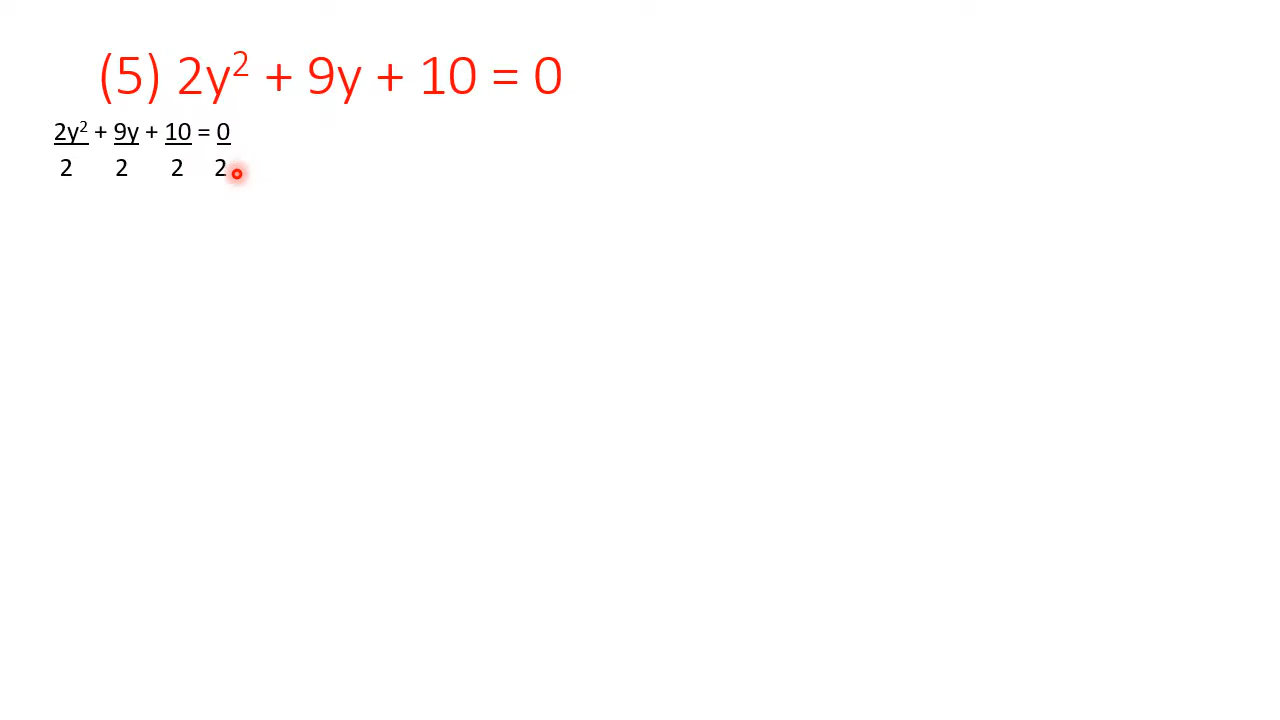 (5) 2y² + 9y + 10 = 0
2y² + 9y + 10 = 0
2 2 2 2